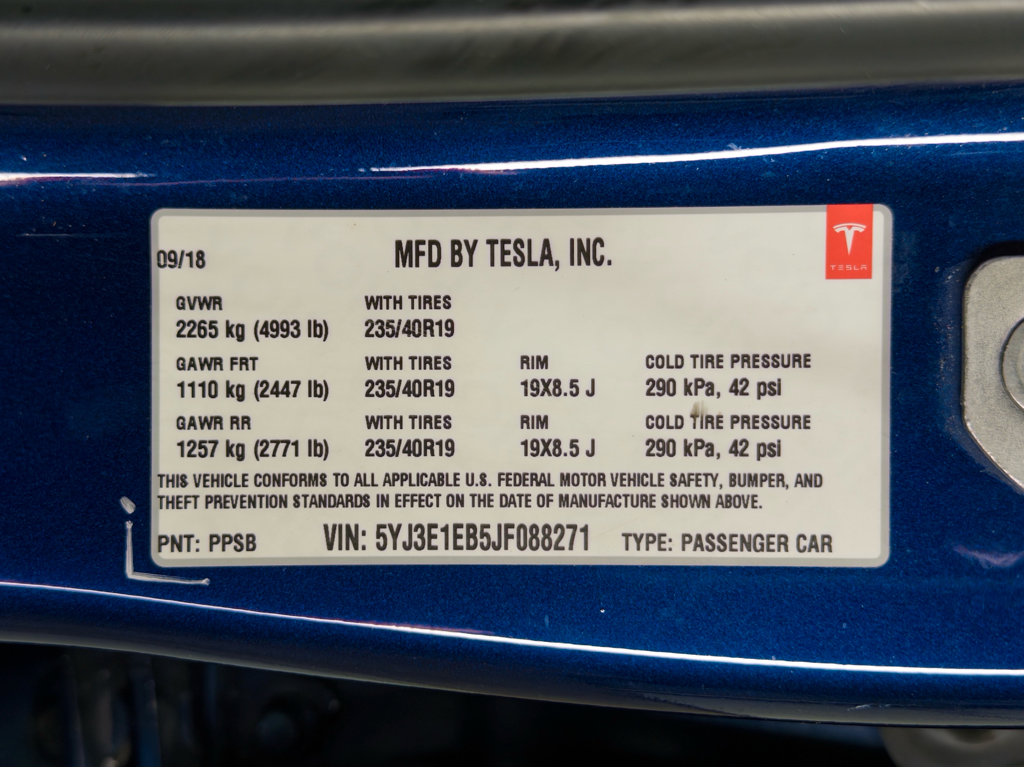 09/18 MFD BY TESLA, INC.
TESLA
GVWR WITH TIRES
2265 kg (4993 lb) 235/40R19
GAWR FRT WITH TIRES RIM COLD TIRE PRESSURE
1110 kg (2447 lb) 235/40R19 19X8.5 J 290 kPa, 42 psi
GAWR RR WITH TIRES RIM COLD TIRE PRESSURE
1257 kg (2771 lb) 235/40R19 19X8.5 J 290 kPa, 42 psi
THIS VEHICLE CONFORMS TO ALL APPLICABLE U.S. FEDERAL MOTOR VEHICLE SAFETY, BUMPER, AND
THEFT PREVENTION STANDARDS IN EFFECT ON THE DATE OF MANUFACTURE SHOWN ABOVE.
PNT: PPSB VIN: 5YJ3E1EB5JF088271 TYPE: PASSENGER CAR